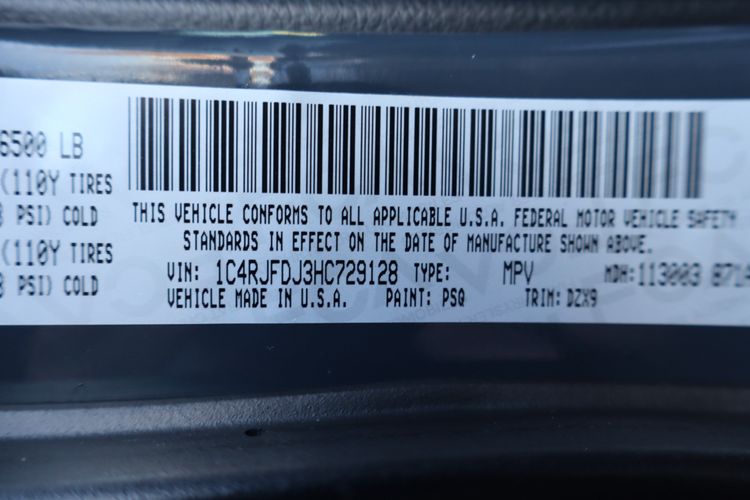 6500 LB
(110Y TIRES
PSI) COLD
(110Y TIRES
PSI) COLD
THIS VEHICLE CONFORMS TO ALL APPLICABLE U.S.A. FEDERAL MOTOR VEHICLE SAFETY
STANDARDS IN EFFECT ON THE DATE OF MANUFACTURE SHOWN ABOVE.
VIN: 1C4RJFDJ3HC729128 TYPE: MPV MDH: 113003 071
VEHICLE MADE IN U.S.A. PAINT: PSQ TRIM: DZX9